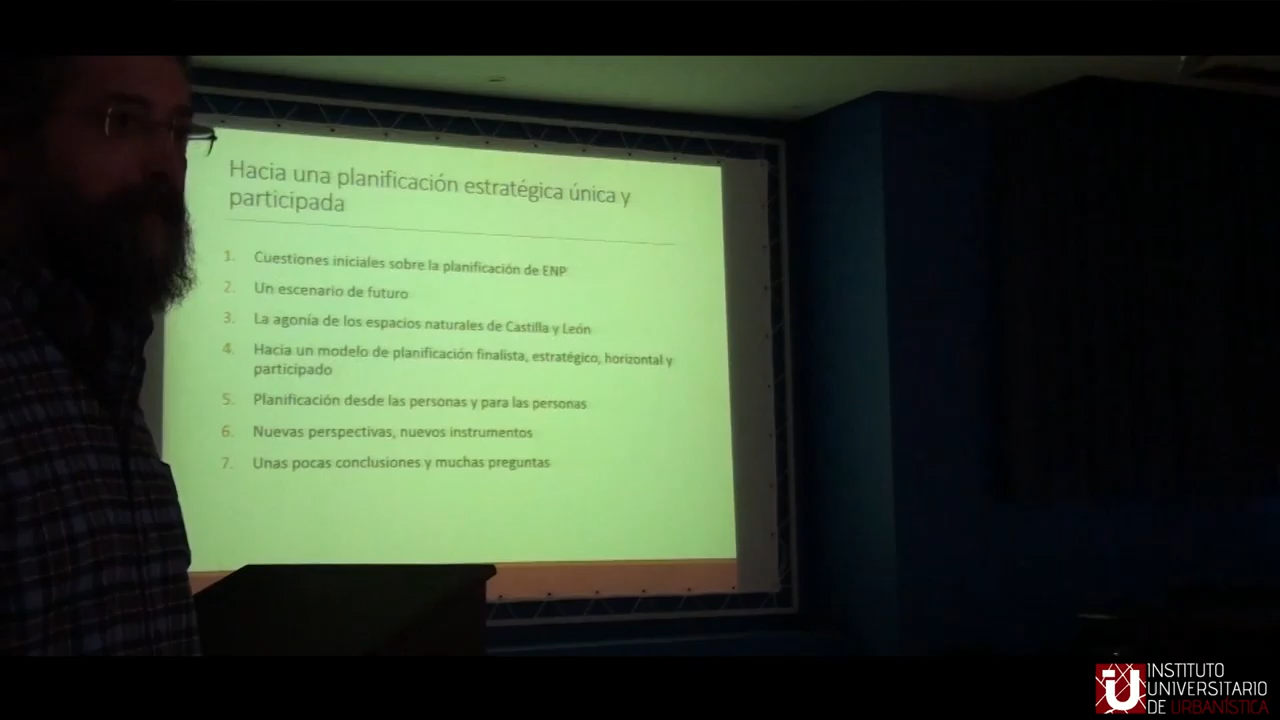 Hacia una planificación estratégica única y
participada
1. Cuestiones iniciales sobre la planificación de ENP
2. Un escenario de futuro
3. La agonía de los espacios naturales de Castilla y León
4. Hacia un modelo de planificación finalista, estratégico, horizontal y
participado
5. Planificación desde las personas y para las personas
6. Nuevas perspectivas, nuevos instrumentos
7. Unas pocas conclusiones y muchas preguntas
iU INSTITUTO
UNIVERSITARIO
DE URBANÍSTICA